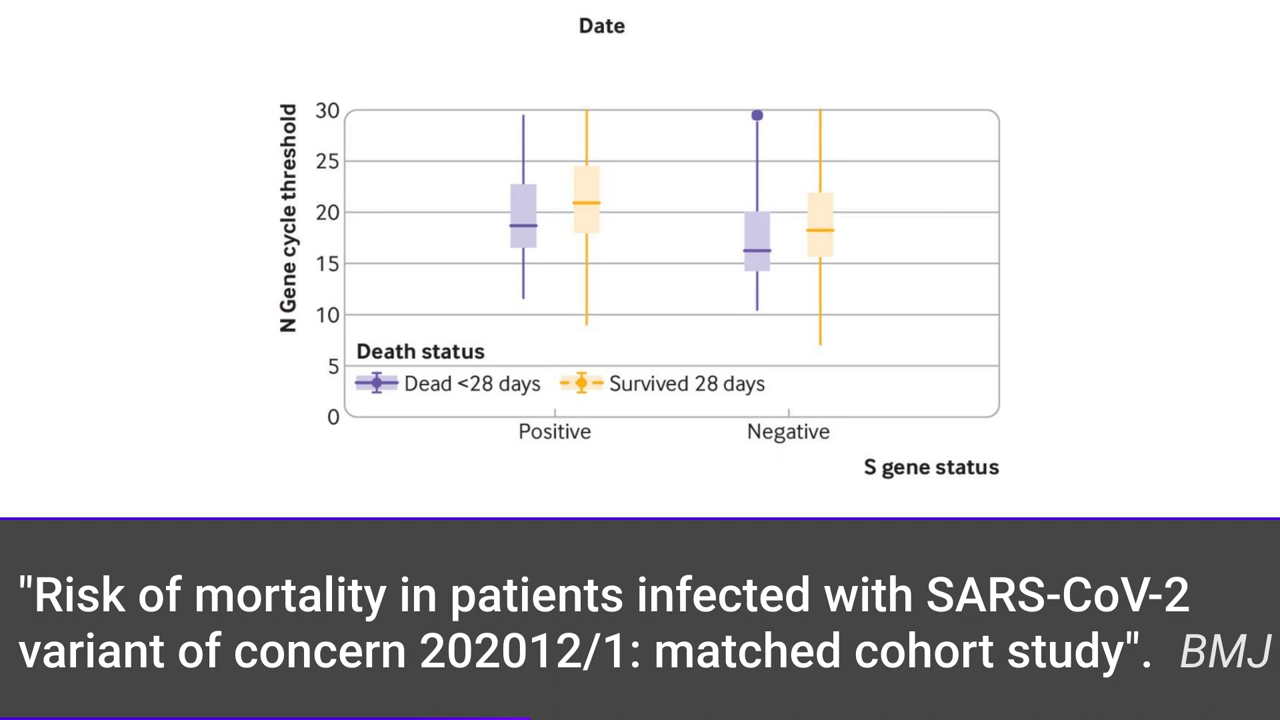 Date
N Gene cycle threshold
30
25
20
15
10
5
0
Death status
Dead <28 days
Survived 28 days
Positive
Negative
S gene status
"Risk of mortality in patients infected with SARS-CoV-2
variant of concern 202012/1: matched cohort study". BMJ